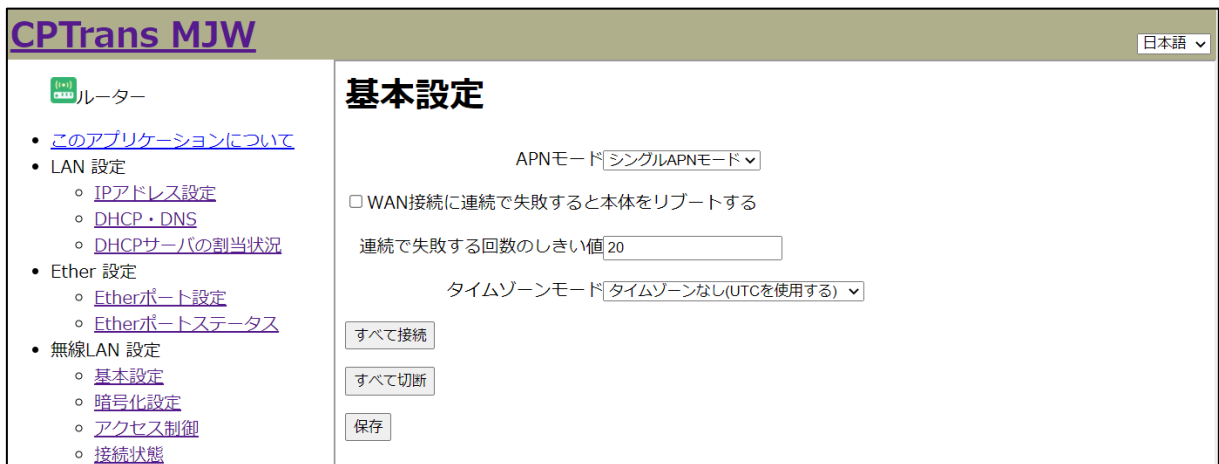 CPTrans MJW
日本語
ルーター
このアプリケーションについて
LAN 設定
IPアドレス設定
DHCP・DNS
DHCPサーバの割当状況
Ether 設定
Etherポート設定
Etherポートステータス
無線LAN 設定
基本設定
暗号化設定
アクセス制御
接続状態
基本設定
APNモード シングルAPNモード
WAN接続に連続で失敗すると本体をリブートする
連続で失敗する回数のしきい値 20
タイムゾーンモード タイムゾーンなし(UTCを使用する)
すべて接続
すべて切断
保存